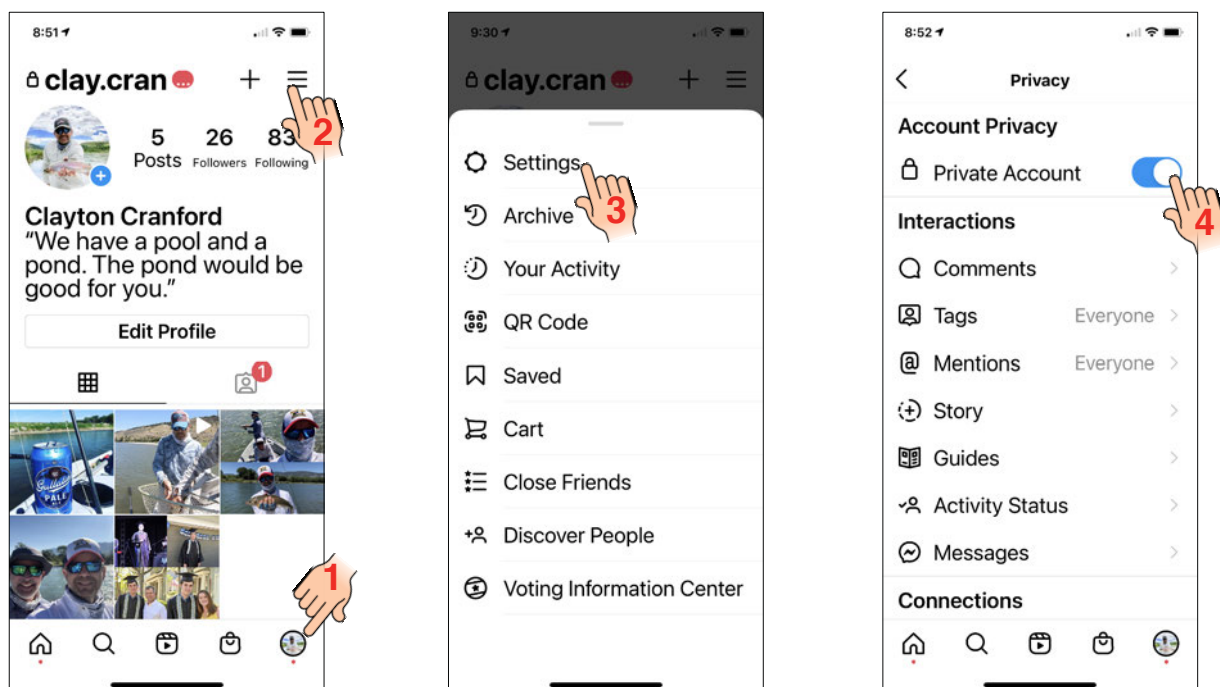 8:51
clay.cran
2
5 26 83
Posts Followers Following
Clayton Cranford
“We have a pool and a
pond. The pond would be
good for you.”
Edit Profile
1
PALE
1
9:30
clay.cran
Settings
3
Archive
Your Activity
QR Code
Saved
Cart
Close Friends
Discover People
Voting Information Center
8:52
Privacy
Account Privacy
Private Account
4
Interactions
Comments
Tags Everyone
Mentions Everyone
Story
Guides
Activity Status
Messages
Connections